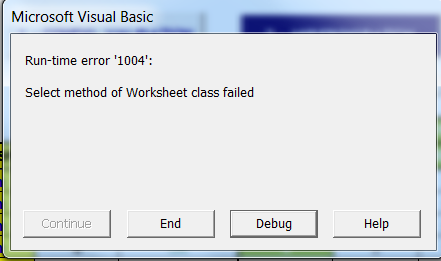 Microsoft Visual Basic
Run-time error '1004':
Select method of Worksheet class failed
Continue
End
Debug
Help